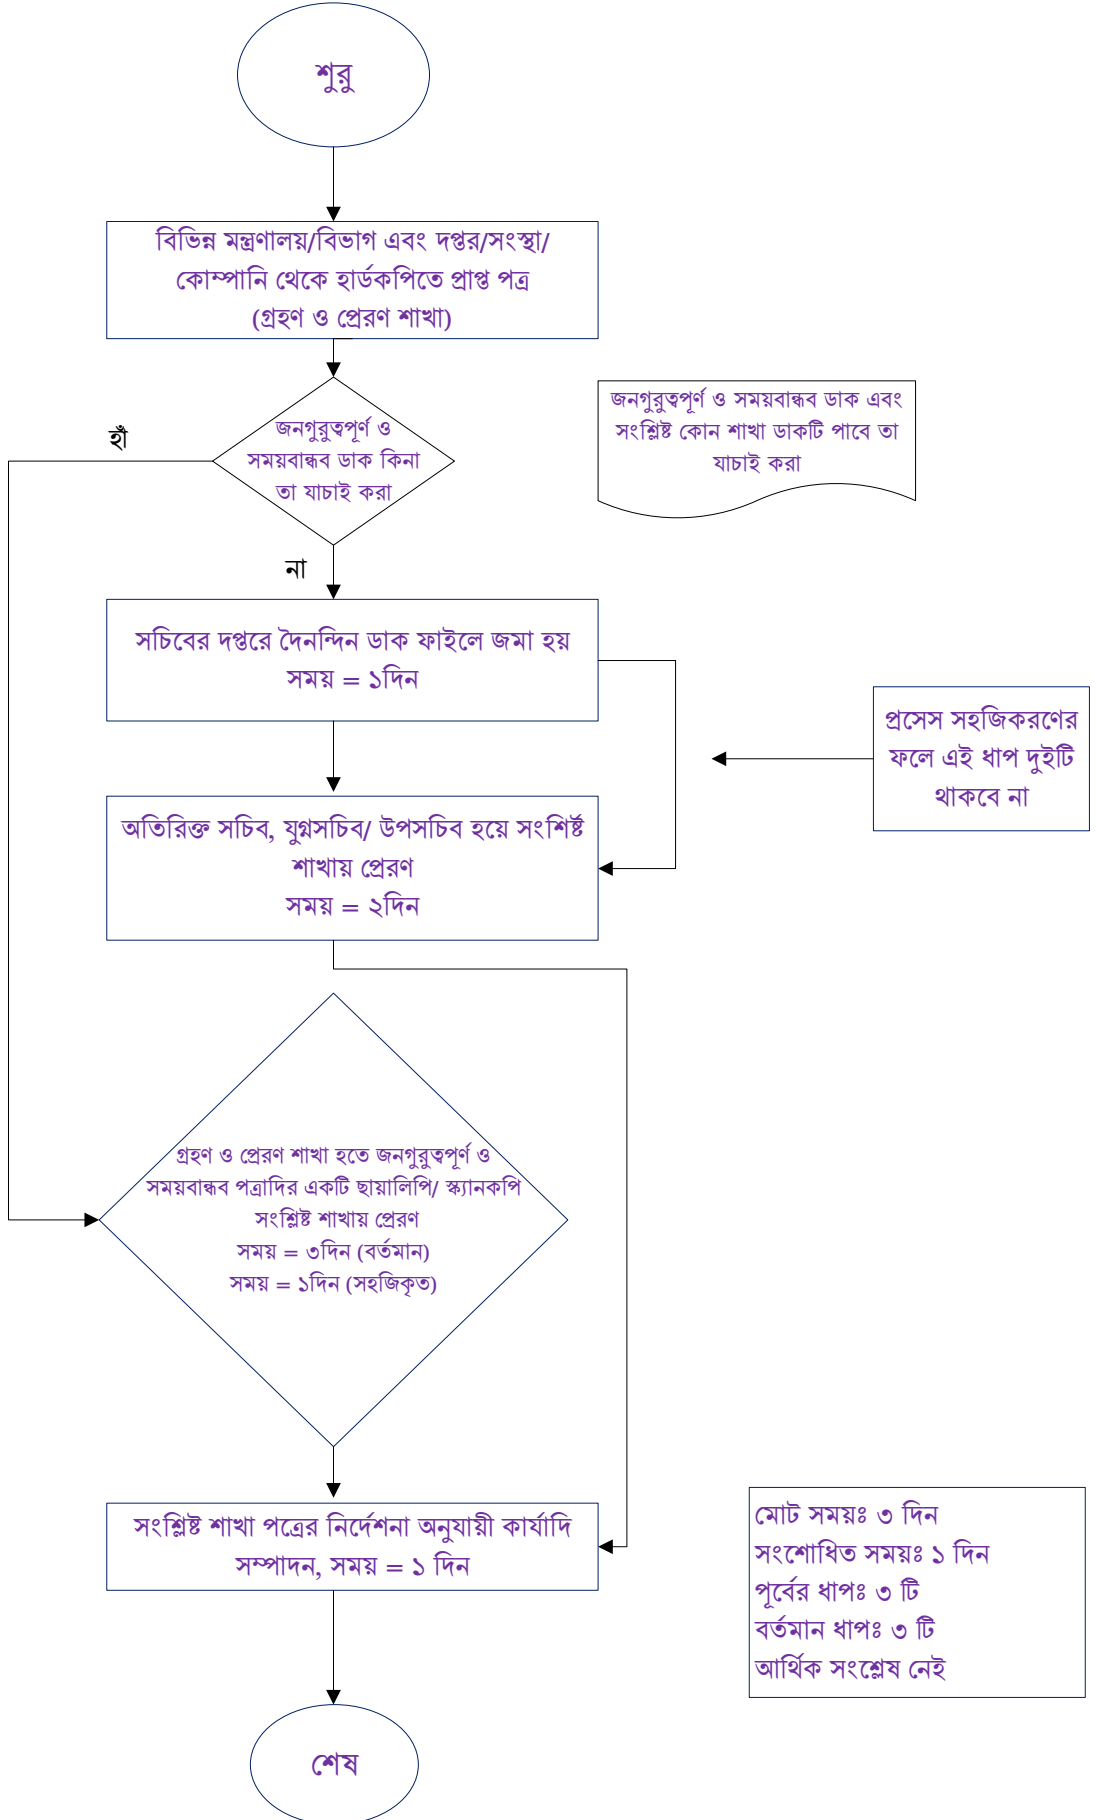 শুরু
বিভিন্ন মন্ত্রণালয়/বিভাগ এবং দপ্তর/সংস্থা/
কোম্পানি থেকে হার্ডকপিতে প্রাপ্ত পত্র
(গ্রহণ ও প্রেরণ শাখা)
হাঁ
জনগুরুত্বপূর্ণ ও
সময়বান্ধব ডাক কিনা
তা যাচাই করা
জনগুরুত্বপূর্ণ ও সময়বান্ধব ডাক এবং
সংশ্লিষ্ট কোন শাখা ডাকটি পাবে তা
যাচাই করা
না
সচিবের দপ্তরে দৈনন্দিন ডাক ফাইলে জমা হয়
সময় = ১দিন
প্রসেস সহজিকরণের
ফলে এই ধাপ দুইটি
থাকবে না
অতিরিক্ত সচিব, যুগ্নসচিব/ উপসচিব হয়ে সংশির্ষ্ট
শাখায় প্রেরণ
সময় = ২দিন
গ্রহণ ও প্রেরণ শাখা হতে জনগুরুত্বপূর্ণ ও
সময়বান্ধব পত্রাদির একটি ছায়ালিপি/ স্ক্যানকপি
সংশ্লিষ্ট শাখায় প্রেরণ
সময় = ৩দিন (বর্তমান)
সময় = ১দিন (সহজিকৃত)
সংশ্লিষ্ট শাখা পত্রের নির্দেশনা অনুযায়ী কার্যাদি
সম্পাদন, সময় = ১ দিন
মোট সময়ঃ ৩ দিন
সংশোধিত সময়ঃ ১ দিন
পূর্বের ধাপঃ ৩ টি
বর্তমান ধাপঃ ৩ টি
আর্থিক সংশ্লেষ নেই
শেষ